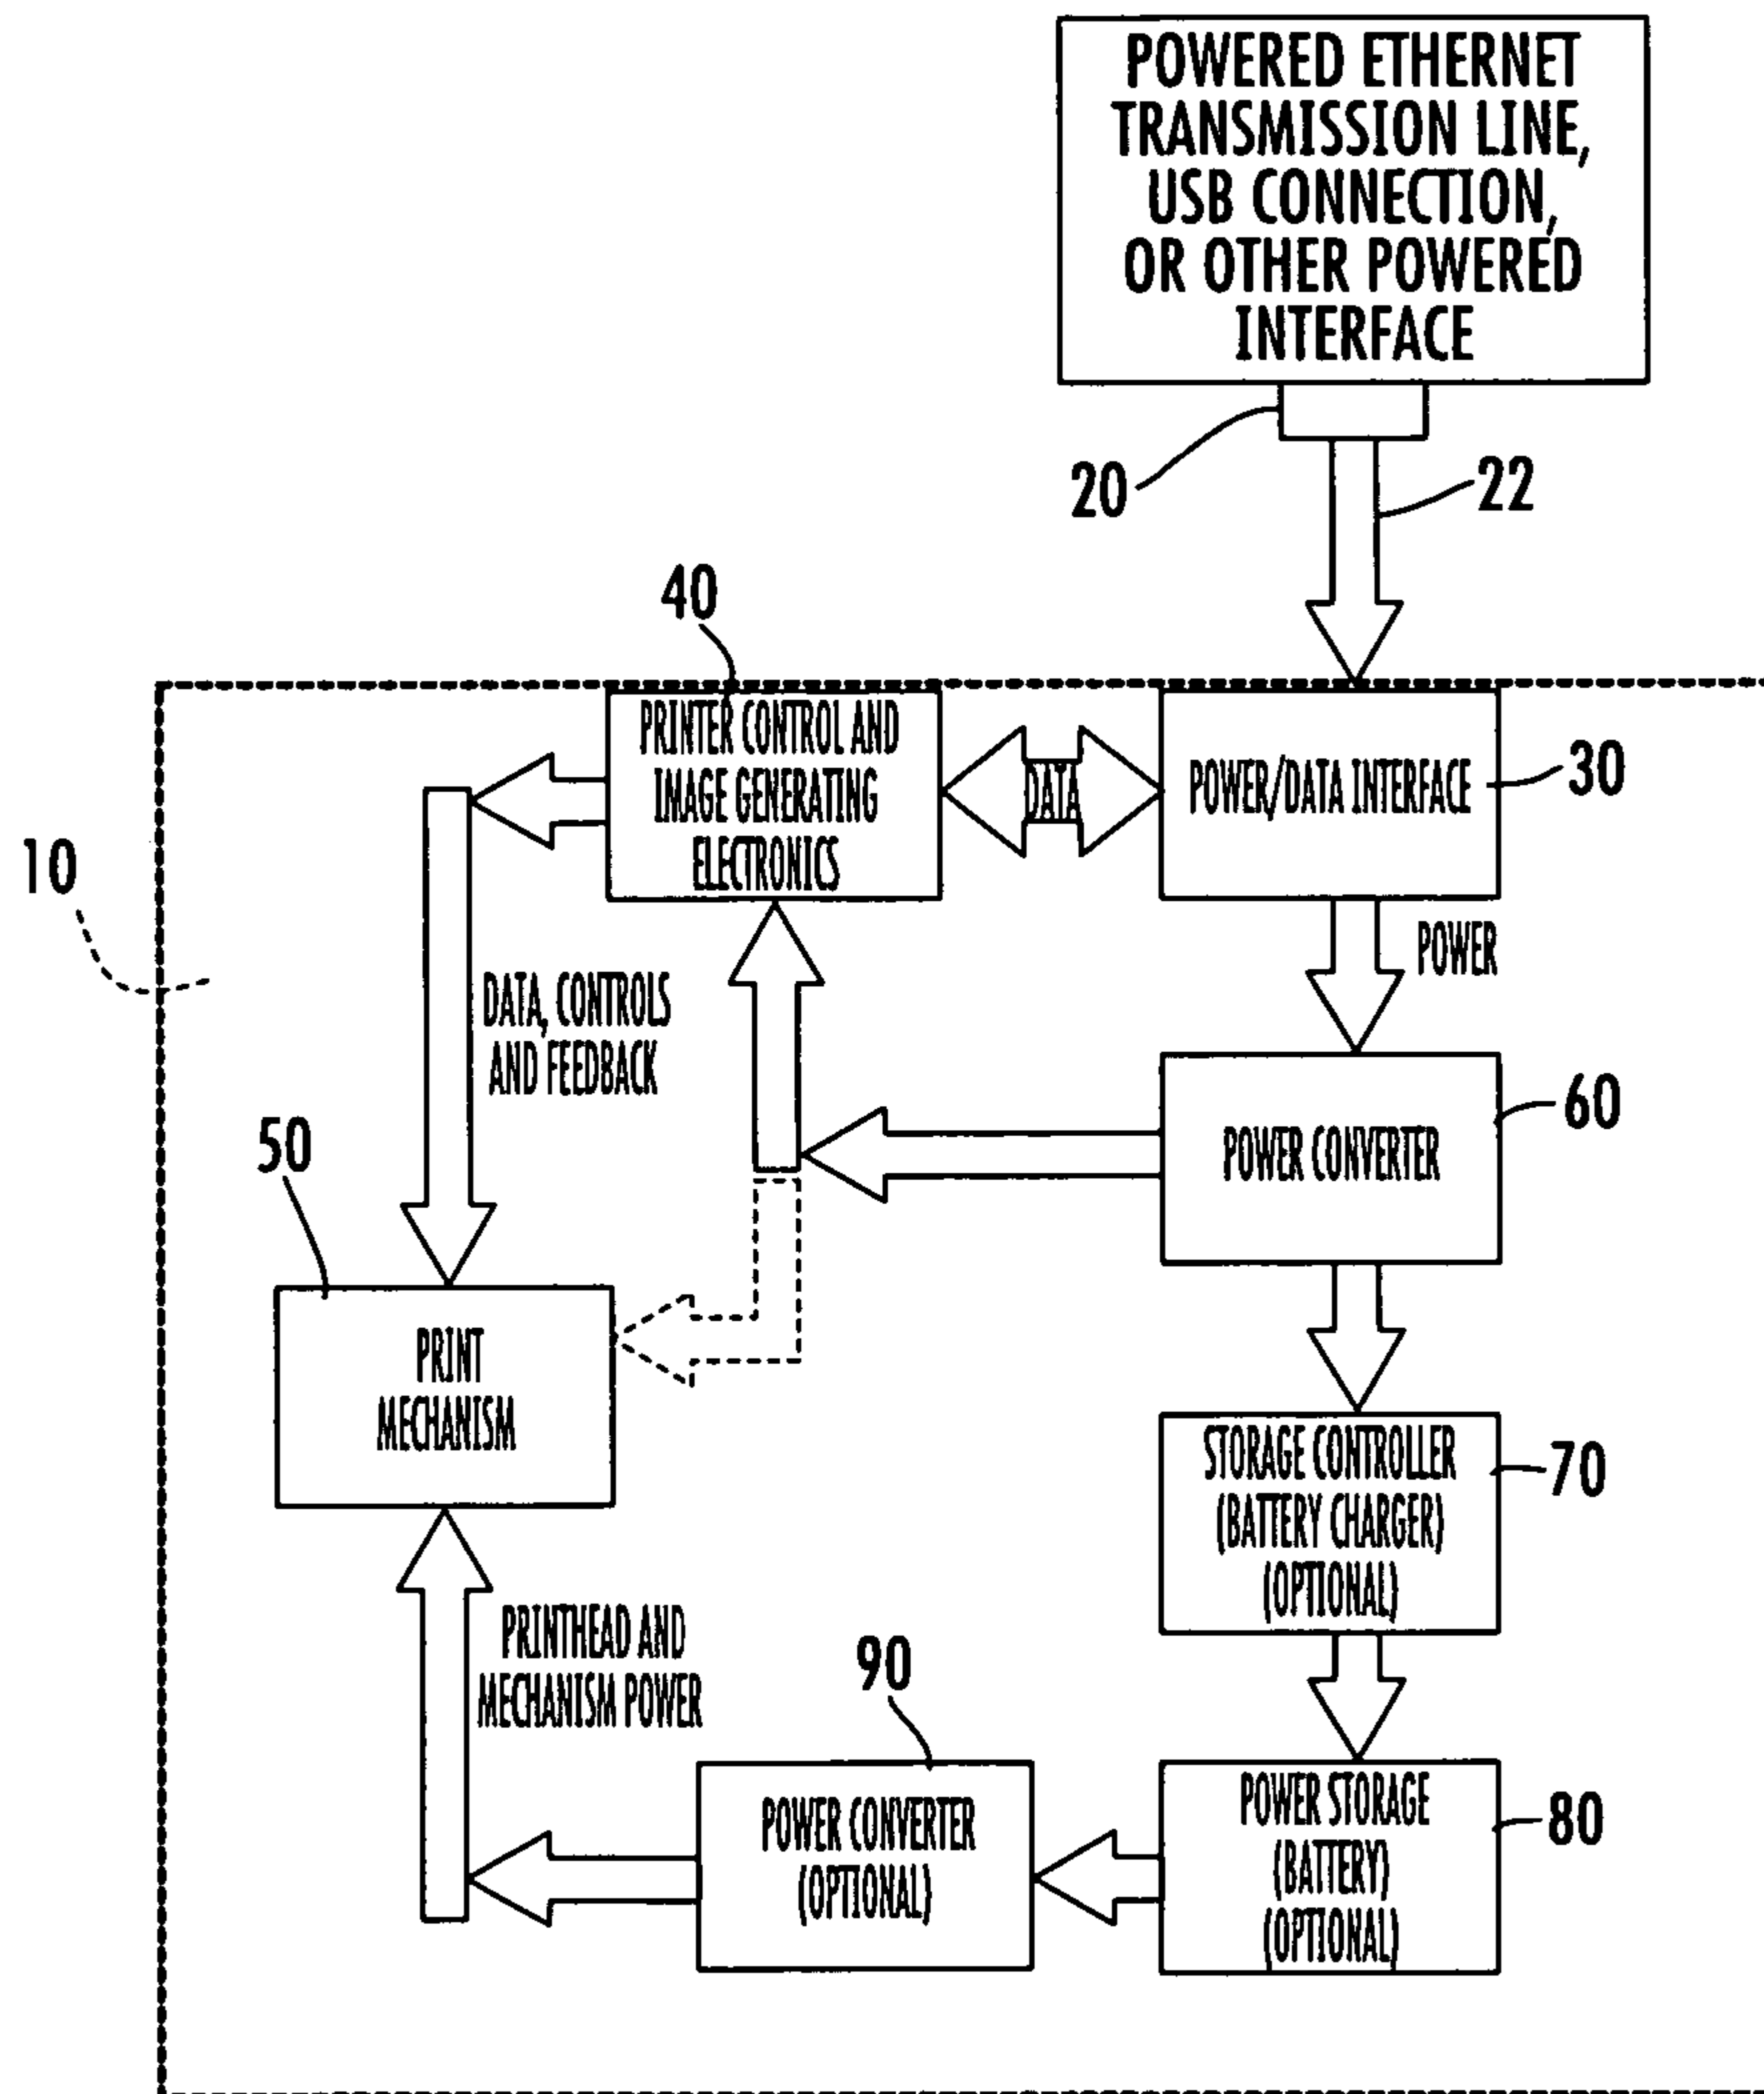 POWERED ETHERNET
TRANSMISSION LINE,
USB CONNECTION,
OR OTHER POWERED
INTERFACE
20
22
40
PRINTER CONTROL AND
IMAGE GENERATING
ELECTRONICS
DATA
POWER/DATA INTERFACE
30
10
POWER
DATA, CONTROLS
AND FEEDBACK
50
POWER CONVERTER
60
PRINT
MECHANISM
STORAGE CONTROLLER
(BATTERY CHARGER)
(OPTIONAL)
70
PRINTHEAD AND
MECHANISM POWER
90
POWER CONVERTER
(OPTIONAL)
POWER STORAGE
(BATTERY)
(OPTIONAL)
80